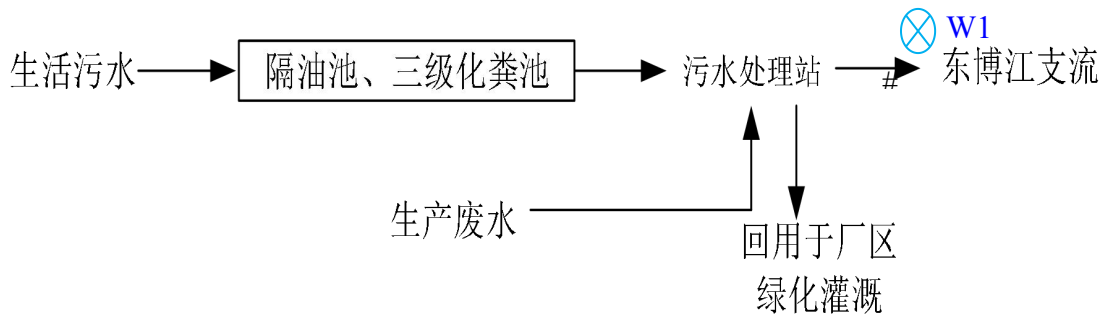 W1
生活污水
隔油池、三级化粪池
污水处理站
#
东博江支流
生产废水
回用于厂区
绿化灌溉